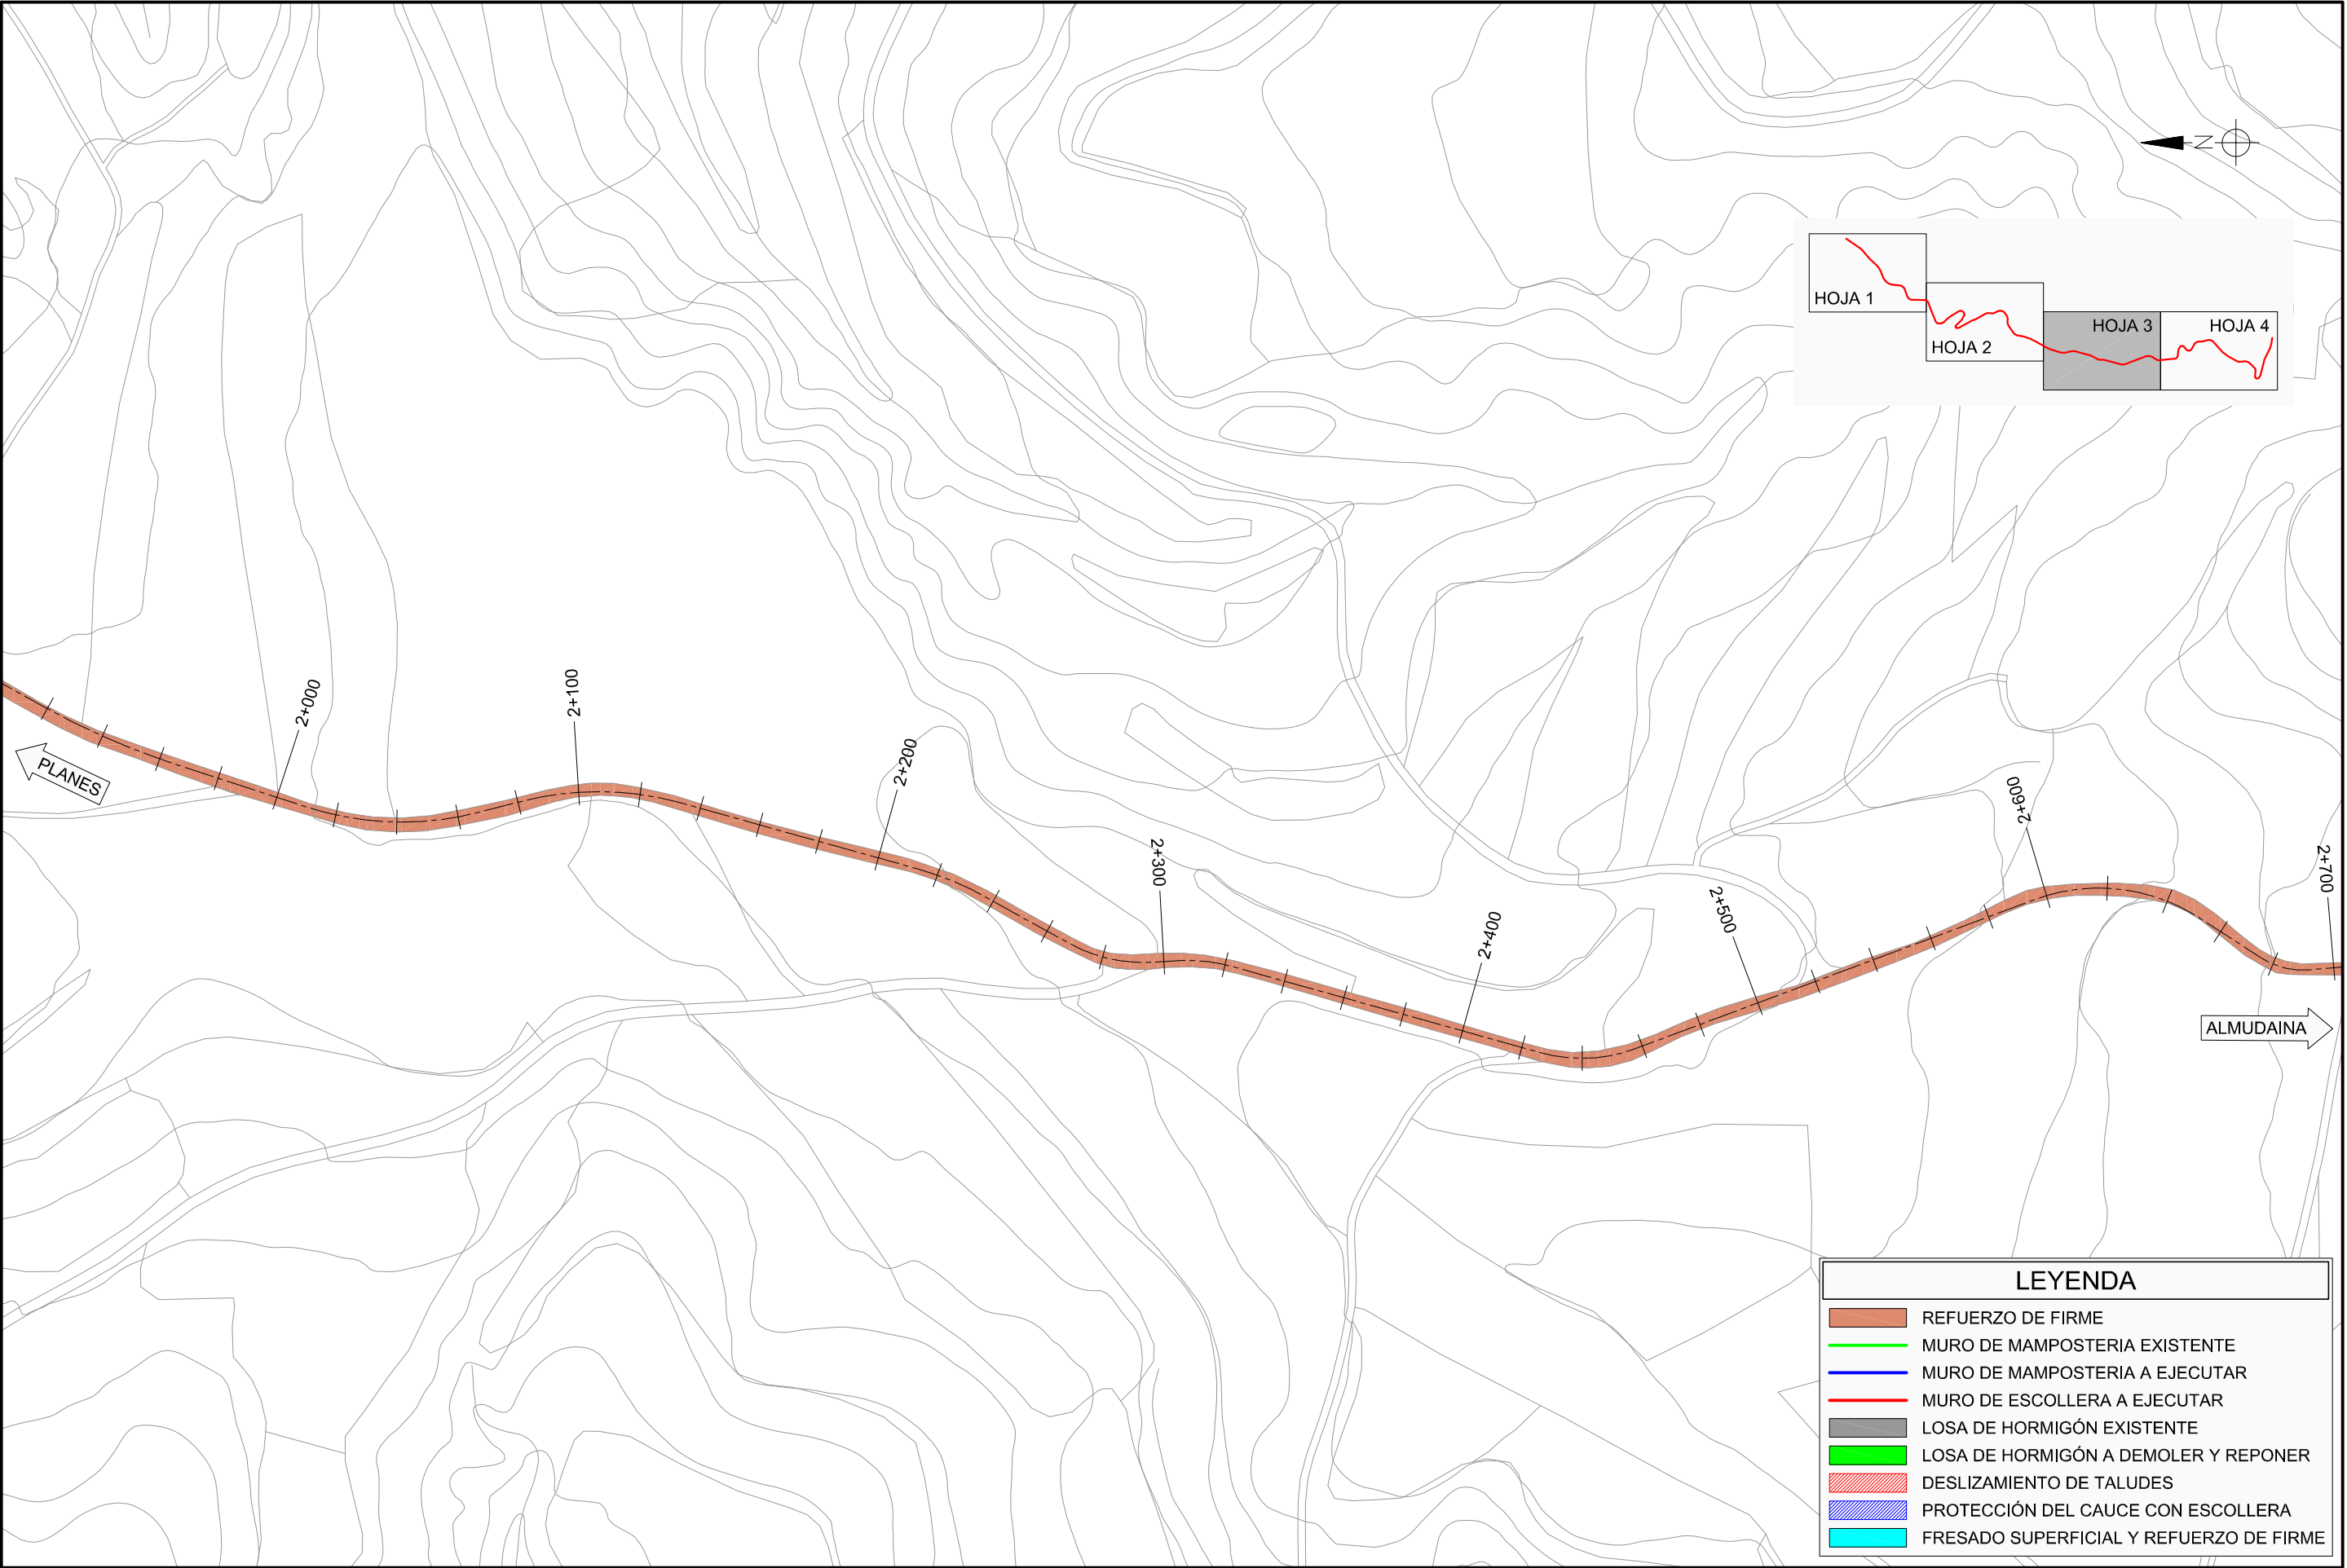 N
HOJA 1
HOJA 2
HOJA 3
HOJA 4
2+000
2+100
2+200
2+300
2+400
2+500
2+600
2+700
PLANES
ALMUDAINA
LEYENDA
REFUERZO DE FIRME
MURO DE MAMPOSTERIA EXISTENTE
MURO DE MAMPOSTERIA A EJECUTAR
MURO DE ESCOLLERA A EJECUTAR
LOSA DE HORMIGÓN EXISTENTE
LOSA DE HORMIGÓN A DEMOLER Y REPONER
DESLIZAMIENTO DE TALUDES
PROTECCIÓN DEL CAUCE CON ESCOLLERA
FRESADO SUPERFICIAL Y REFUERZO DE FIRME